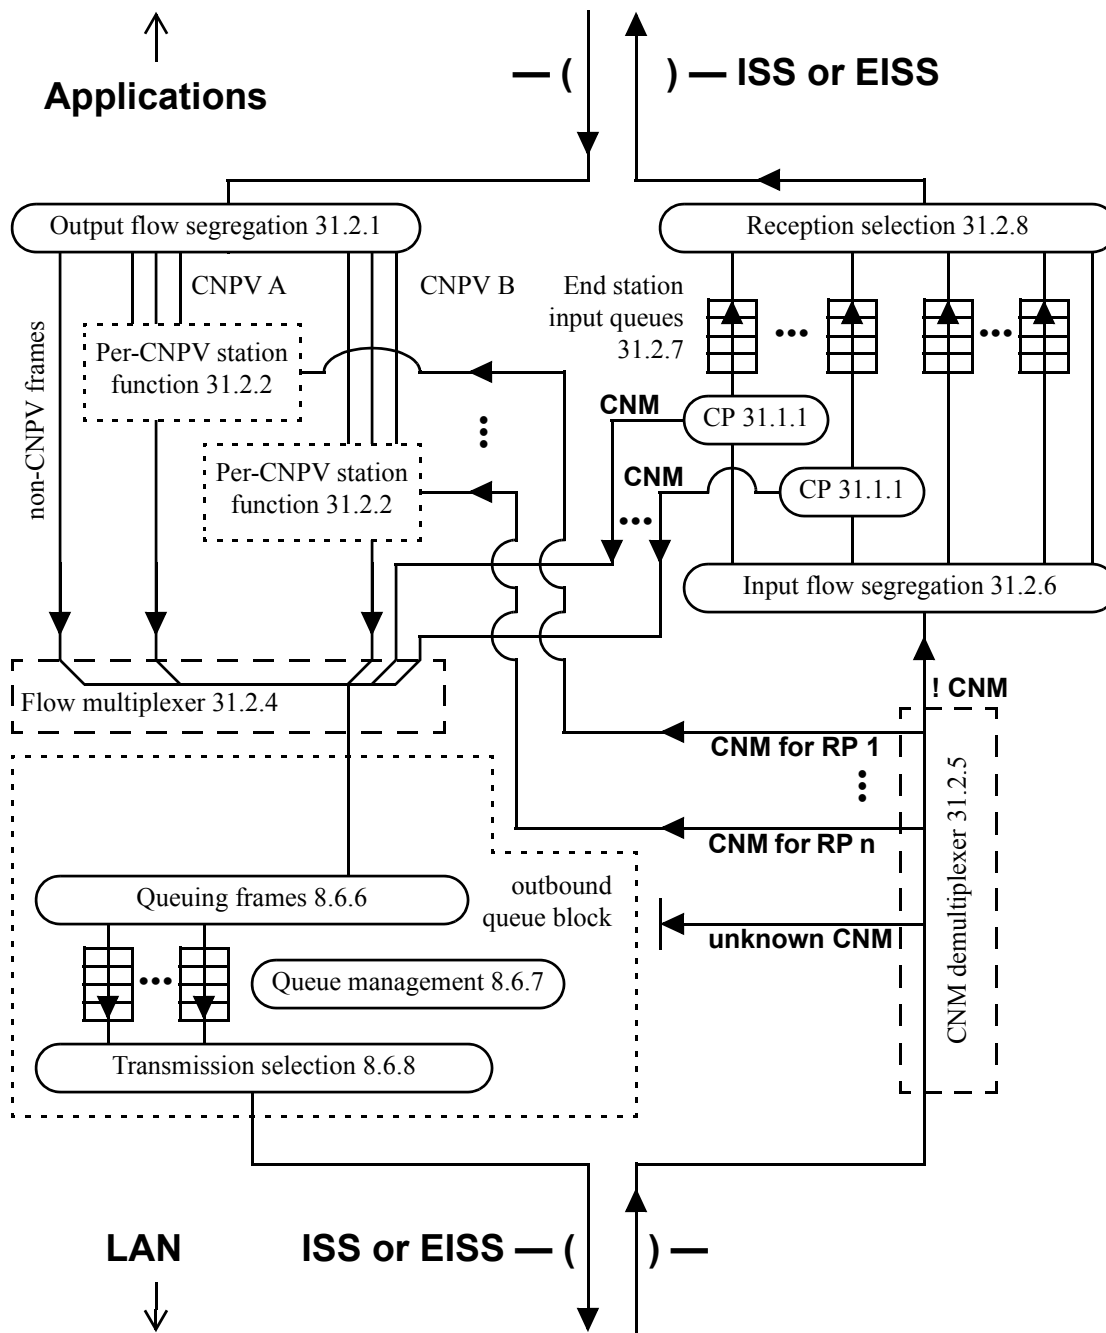 Applications
— ( ) — ISS or EISS
Output flow segregation 31.2.1
Reception selection 31.2.8
non-CNPV frames
CNPV A
CNPV B
End station
input queues
31.2.7
Per-CNPV station
function 31.2.2
CNM
CP 31.1.1
Per-CNPV station
function 31.2.2
CNM
CP 31.1.1
Input flow segregation 31.2.6
Flow multiplexer 31.2.4
! CNM
CNM for RP 1
CNM for RP n
unknown CNM
CNM demultiplexer 31.2.5
outbound
queue block
Queuing frames 8.6.6
Queue management 8.6.7
Transmission selection 8.6.8
LAN
ISS or EISS — ( ) —